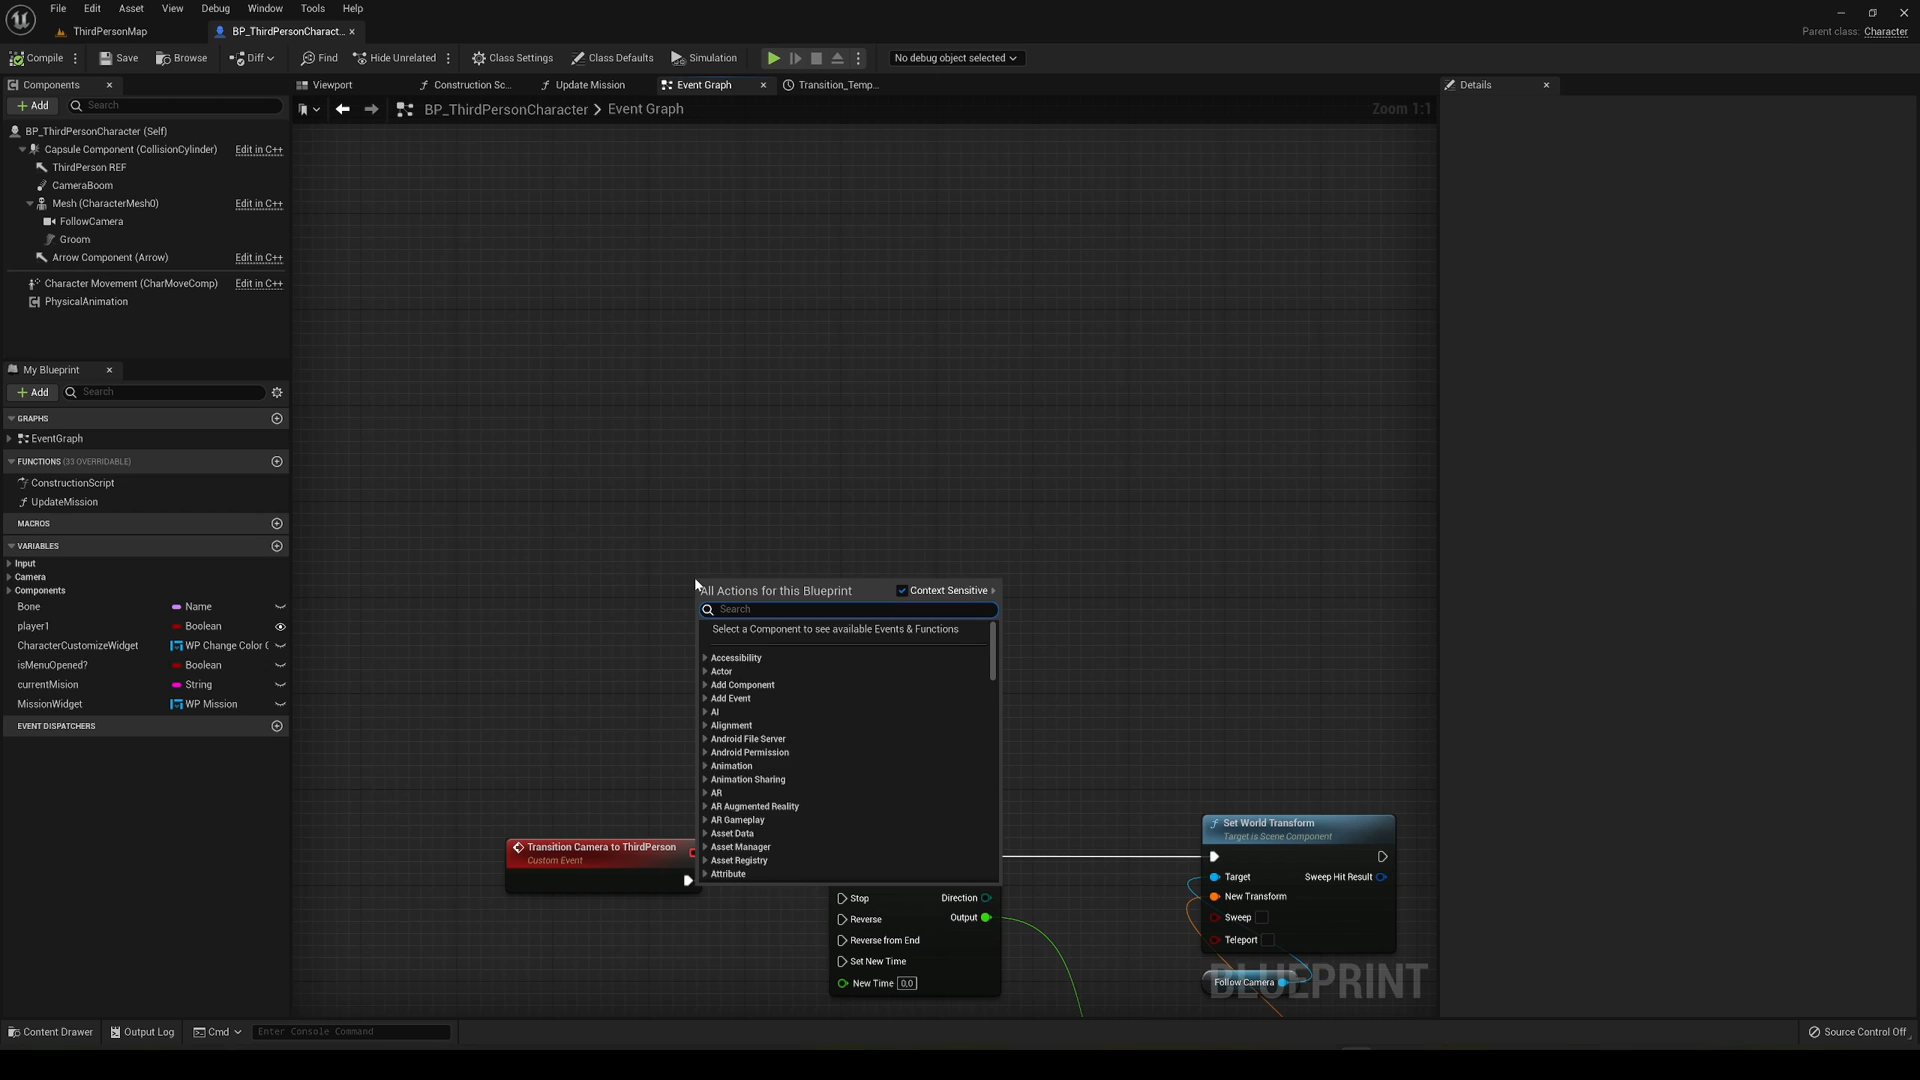 File Edit Asset View Debug Window Tools Help
ThirdPersonMap
BP_ThirdPersonCharact...
Parent class: Character
Compile Save Browse Diff Find Hide Unrelated Class Settings Class Defaults Simulation No debug object selected
Components
Add Search
BP_ThirdPersonCharacter (Self)
Capsule Component (CollisionCylinder) Edit in C++
ThirdPerson REF
CameraBoom
Mesh (CharacterMesh0) Edit in C++
FollowCamera
Groom
Arrow Component (Arrow) Edit in C++
Character Movement (CharMoveComp) Edit in C++
PhysicalAnimation
My Blueprint
Add Search
GRAPHS
EventGraph
FUNCTIONS (33 OVERRIDABLE)
ConstructionScript
UpdateMission
MACROS
VARIABLES
Input
Camera
Components
Bone Name
player1 Boolean
CharacterCustomizeWidget WP Change Color (
isMenuOpened? Boolean
currentMision String
MissionWidget WP Mission
EVENT DISPATCHERS
Viewport Construction Sc... Update Mission Event Graph Transition_Temp...
BP_ThirdPersonCharacter > Event Graph
Zoom 1:1
All Actions for this Blueprint Context Sensitive
Search
Select a Component to see available Events & Functions
Accessibility
Actor
Add Component
Add Event
AI
Alignment
Android File Server
Android Permission
Animation
Animation Sharing
AR
AR Augmented Reality
AR Gameplay
Asset Data
Asset Manager
Asset Registry
Attribute
Transition Camera to ThirdPerson
Custom Event
Stop Direction
Reverse Output
Reverse from End
Set New Time
New Time 0,0
Set World Transform
Target is Scene Component
Target Sweep Hit Result
New Transform
Sweep
Teleport
Follow Camera
BLUEPRINT
Details
Content Drawer Output Log Cmd Enter Console Command
Source Control Off